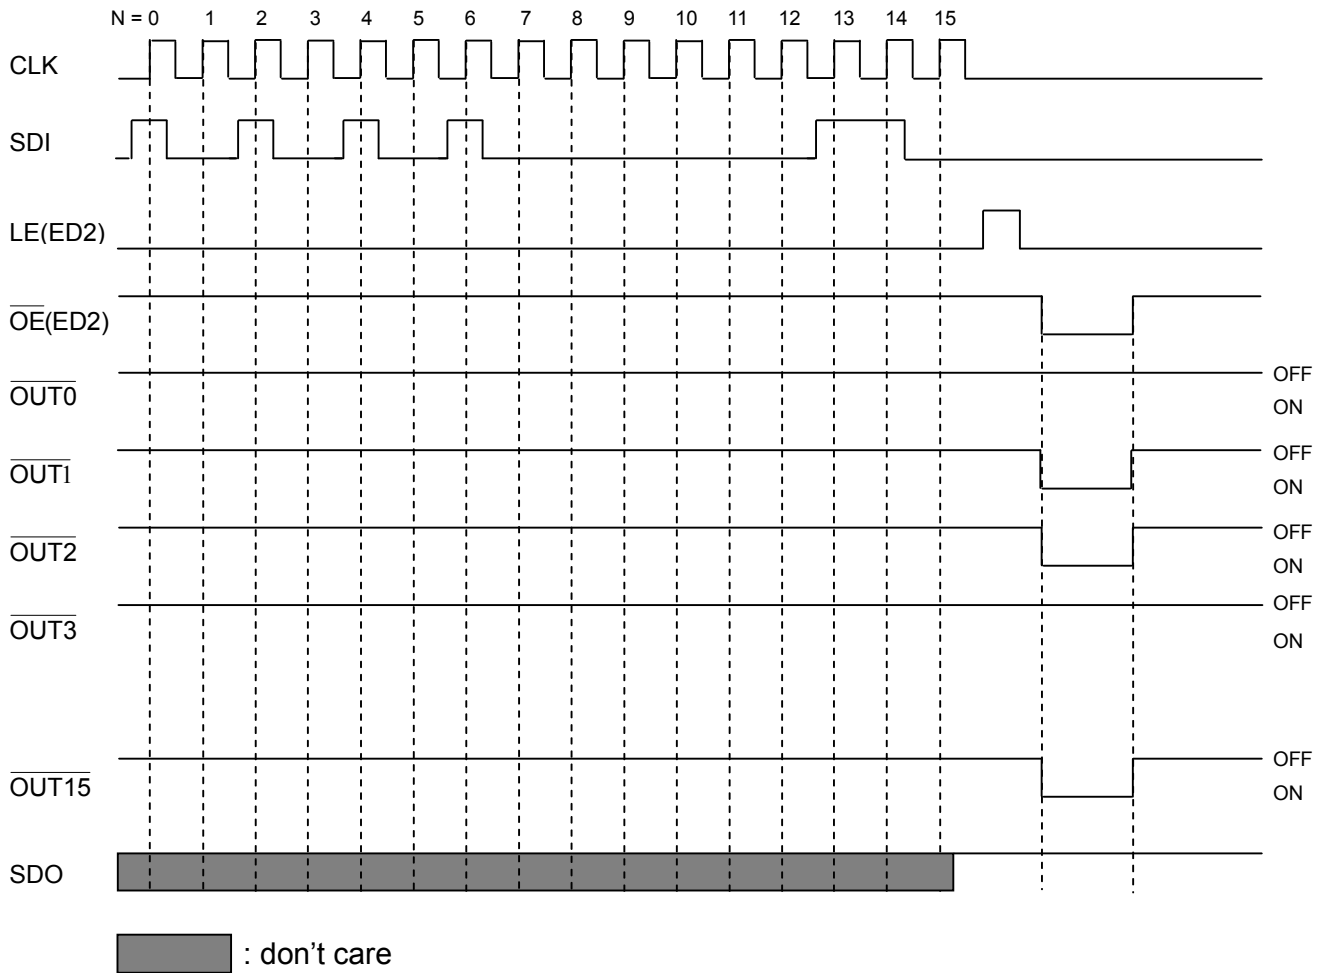 N = 0 1 2 3 4 5 6 7 8 9 10 11 12 13 14 15
CLK
SDI
LE(ED2)
OE(ED2)
OUT0
OFF
ON
OUT1
OFF
ON
OUT2
OFF
ON
OUT3
OFF
ON
OUT15
OFF
ON
SDO
: don't care